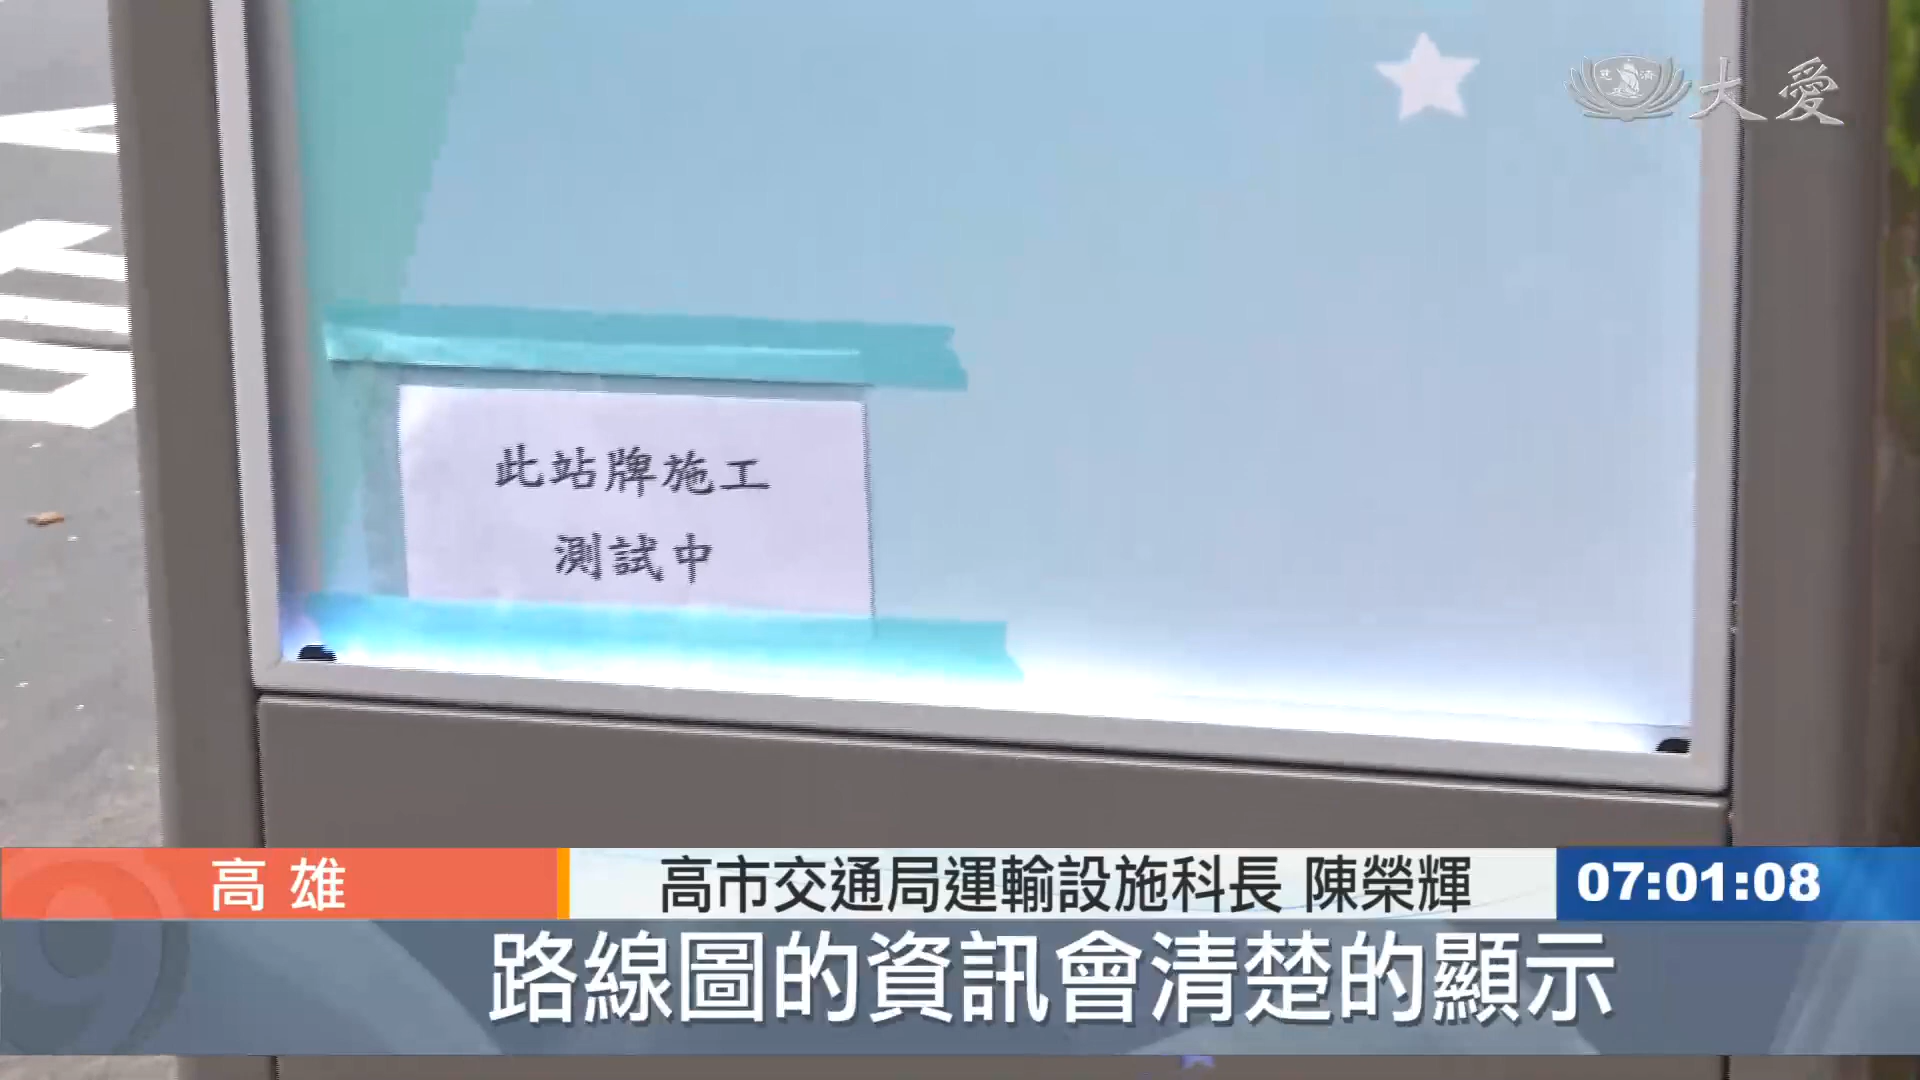 大愛
此站牌施工
測試中
高雄
高市交通局運輸設施科長 陳榮輝
07:01:08
路線圖的資訊會清楚的顯示